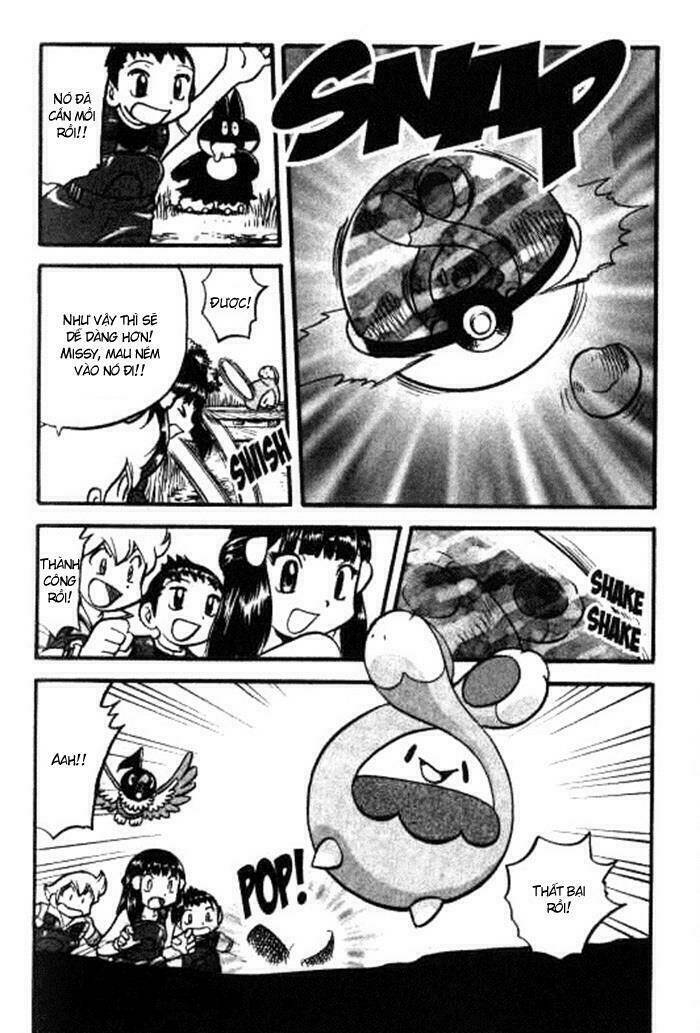 NÓ ĐÃ
CẮN MỒI
RỒI!!
SNAP
NHƯ VẬY THÌ SẼ
DỄ DÀNG HƠN!
MISSY, MAU NÉM
VÀO NÓ ĐI!!
ĐƯỢC!
SWISH
THÀNH
CÔNG
RỒI!
SHAKE
SHAKE
AAH!!
POP!
THẤT BẠI
RỒI!